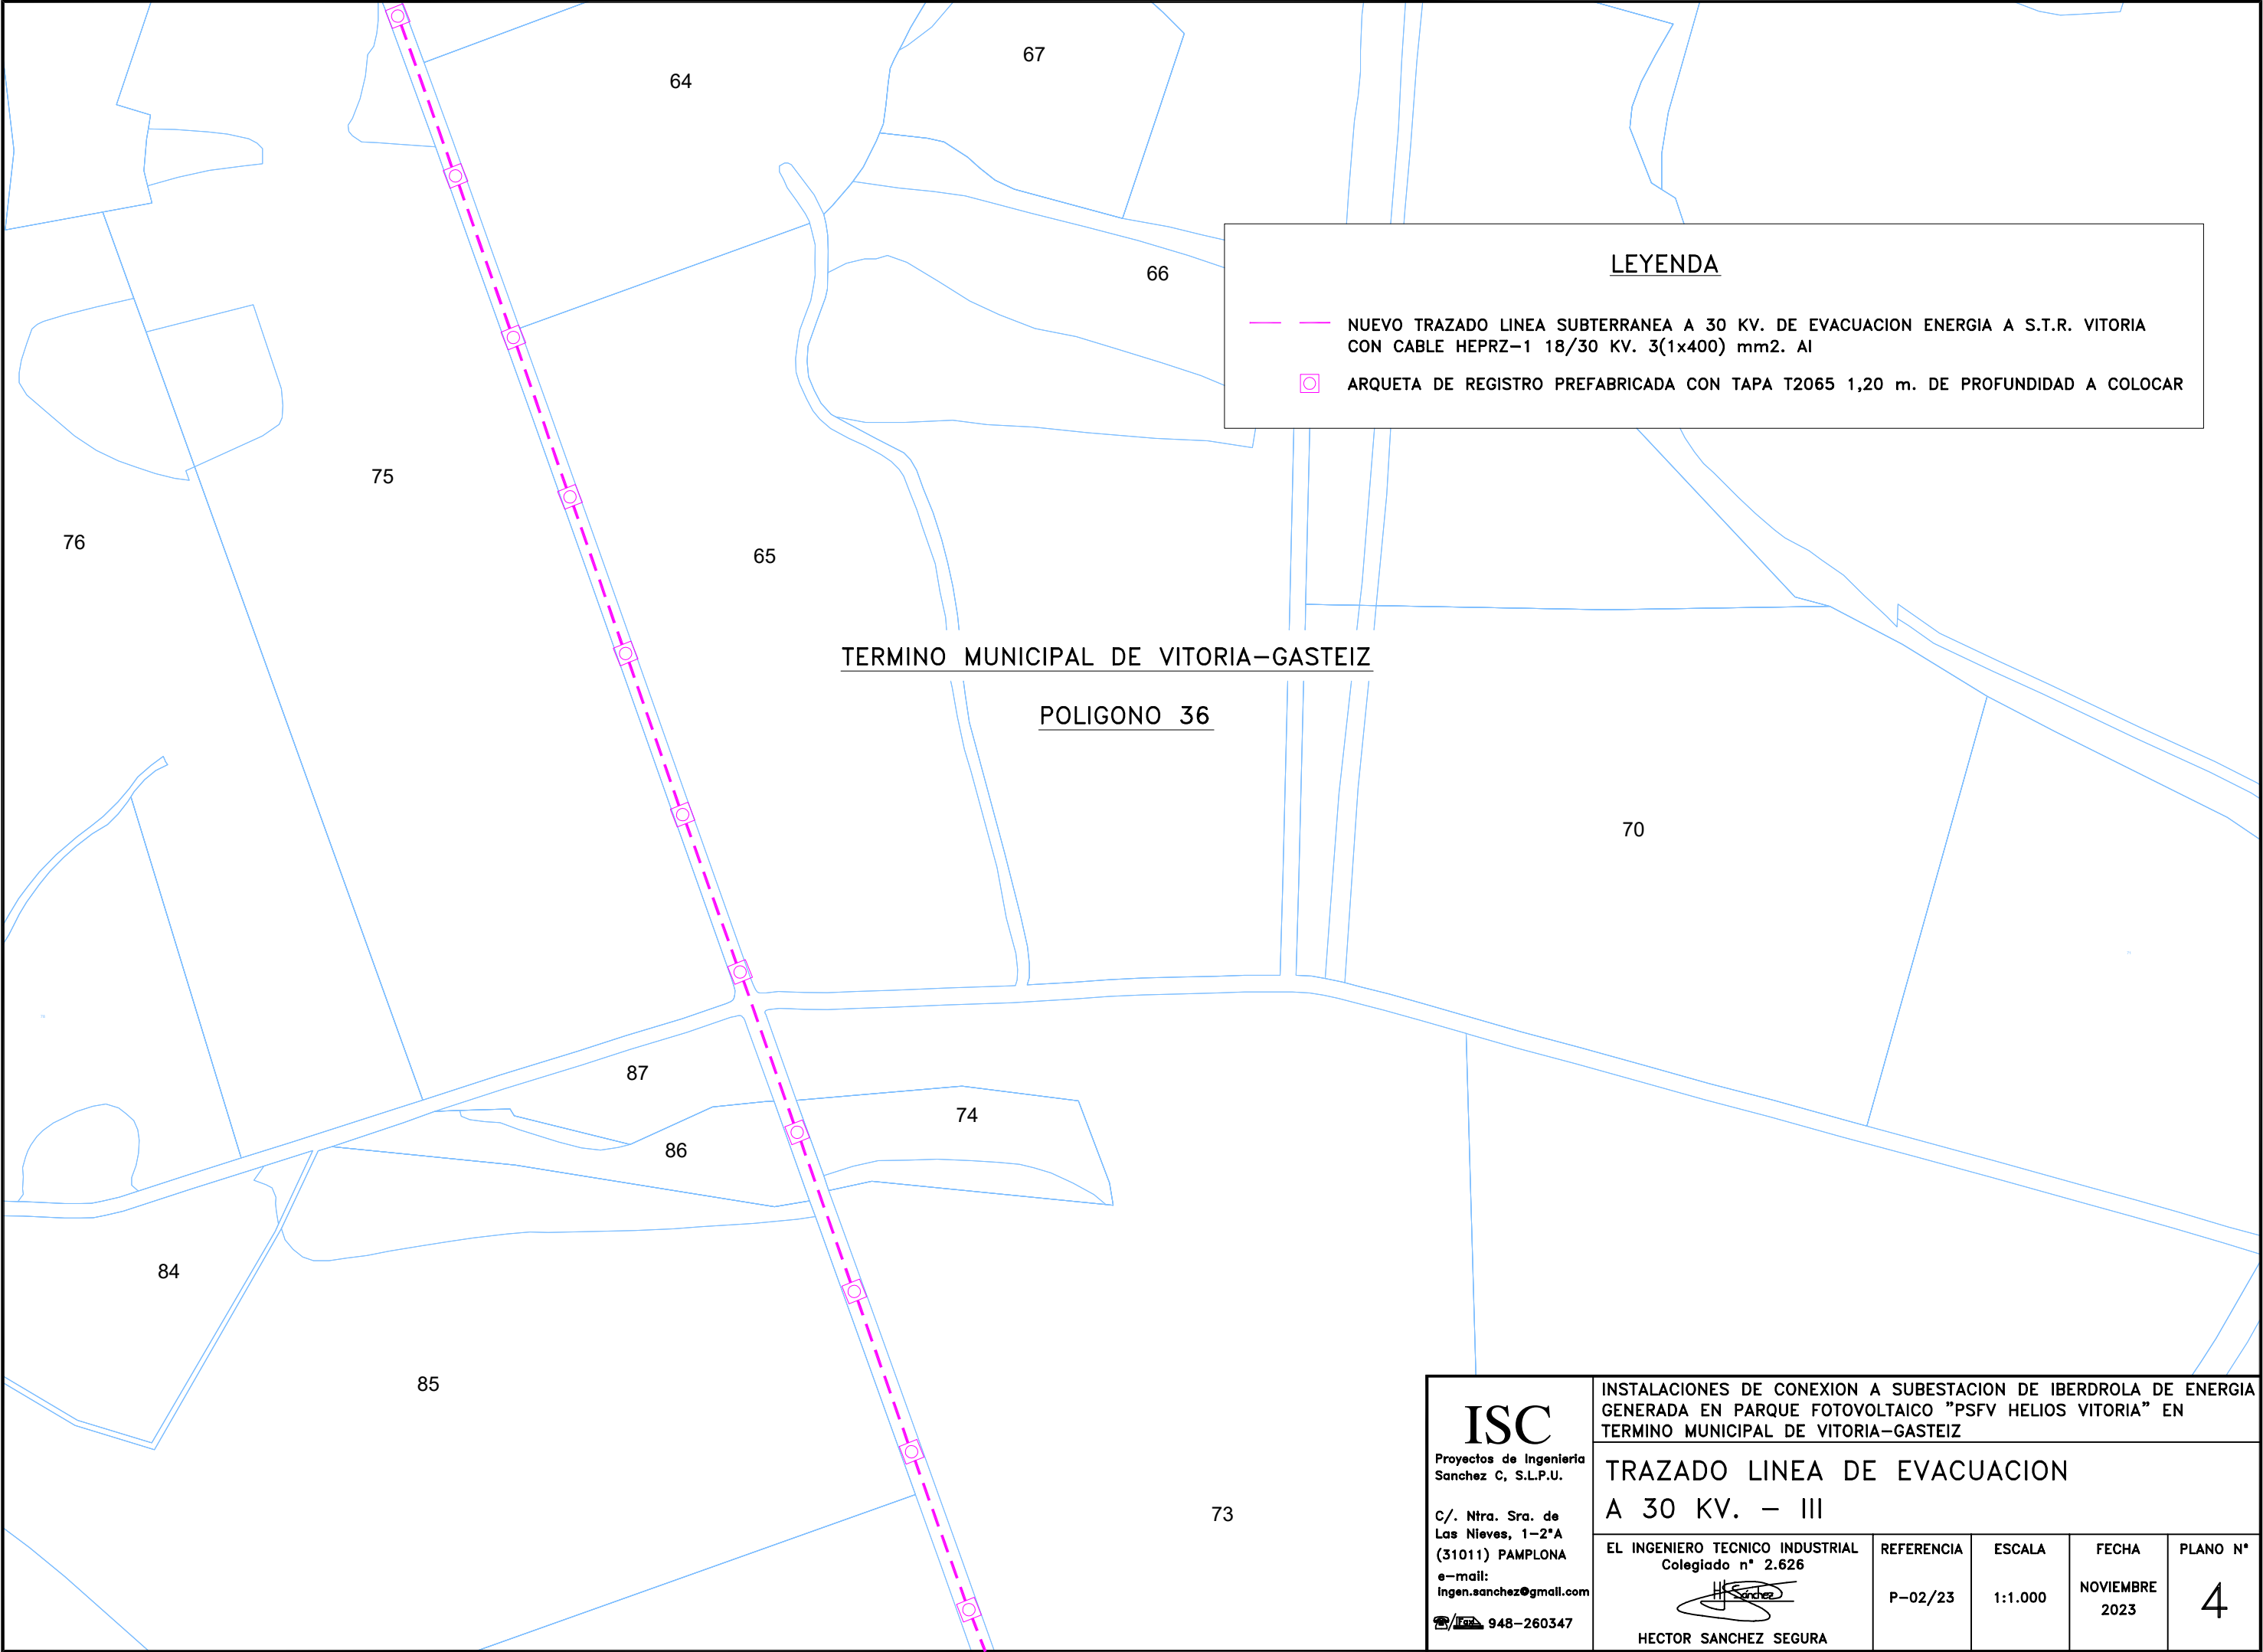 67
64
LEYENDA
66
NUEVO TRAZADO LINEA SUBTERRANEA A 30 KV. DE EVACUACION ENERGIA A S.T.R. VITORIA
CON CABLE HEPRZ-1 18/30 KV. 3(1x400) mm2. Al
ARQUETA DE REGISTRO PREFABRICADA CON TAPA T2065 1,20 m. DE PROFUNDIDAD A COLOCAR
75
76
65
TERMINO MUNICIPAL DE VITORIA-GASTEIZ
POLIGONO 36
70
87
74
86
84
85
73
ISC
Proyectos de Ingenieria
Sanchez C, S.L.P.U.
C/. Ntra. Sra. de
Las Nieves, 1-2ºA
(31011) PAMPLONA
e-mail:
ingen.sanchez@gmail.com
Fax 948-260347
INSTALACIONES DE CONEXION A SUBESTACION DE IBERDROLA DE ENERGIA
GENERADA EN PARQUE FOTOVOLTAICO "PSFV HELIOS VITORIA" EN
TERMINO MUNICIPAL DE VITORIA-GASTEIZ
TRAZADO LINEA DE EVACUACION
A 30 KV. - III
EL INGENIERO TECNICO INDUSTRIAL
Colegiado nº 2.626
HSSánchez
HECTOR SANCHEZ SEGURA
REFERENCIA
P-02/23
ESCALA
1:1.000
FECHA
NOVIEMBRE
2023
PLANO Nº
4